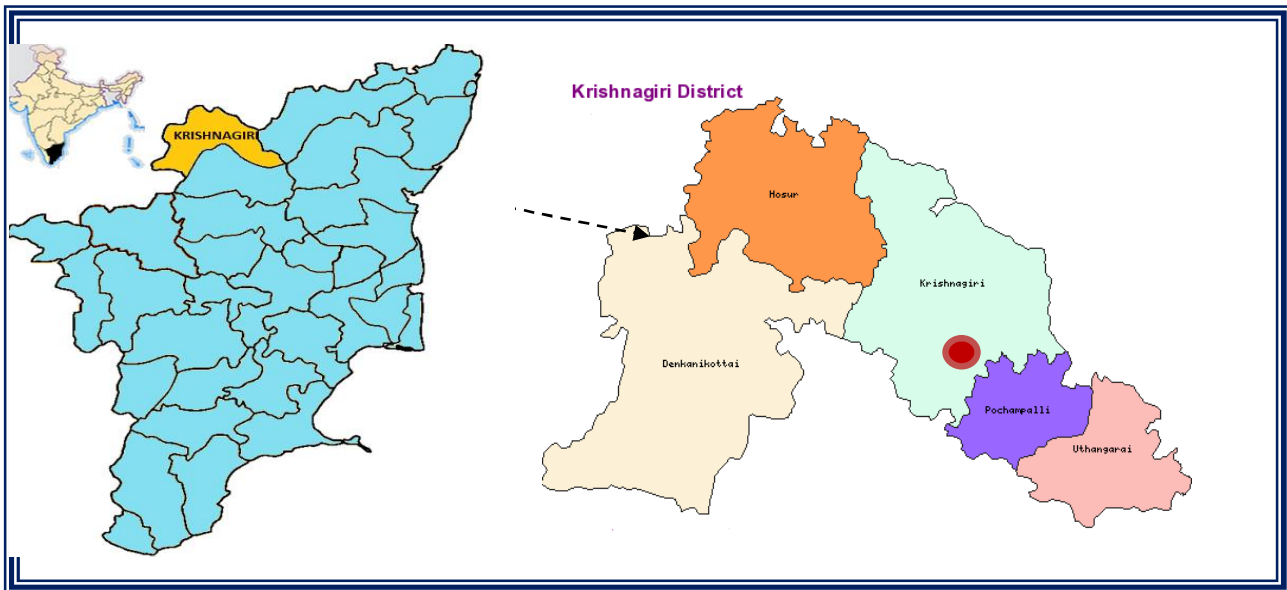 KRISHNAGIRI
Krishnagiri District
Hosur
Krishnagiri
Denkanikottai
Pochampalli
Uthangarai